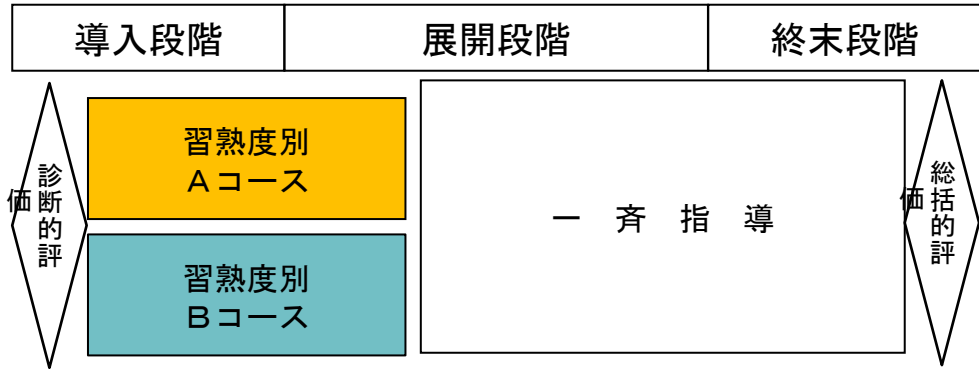 導入段階
展開段階
終末段階
診断的評
価
習熟度別
Ａコース
習熟度別
Ｂコース
一　斉　指　導
総括的評
価